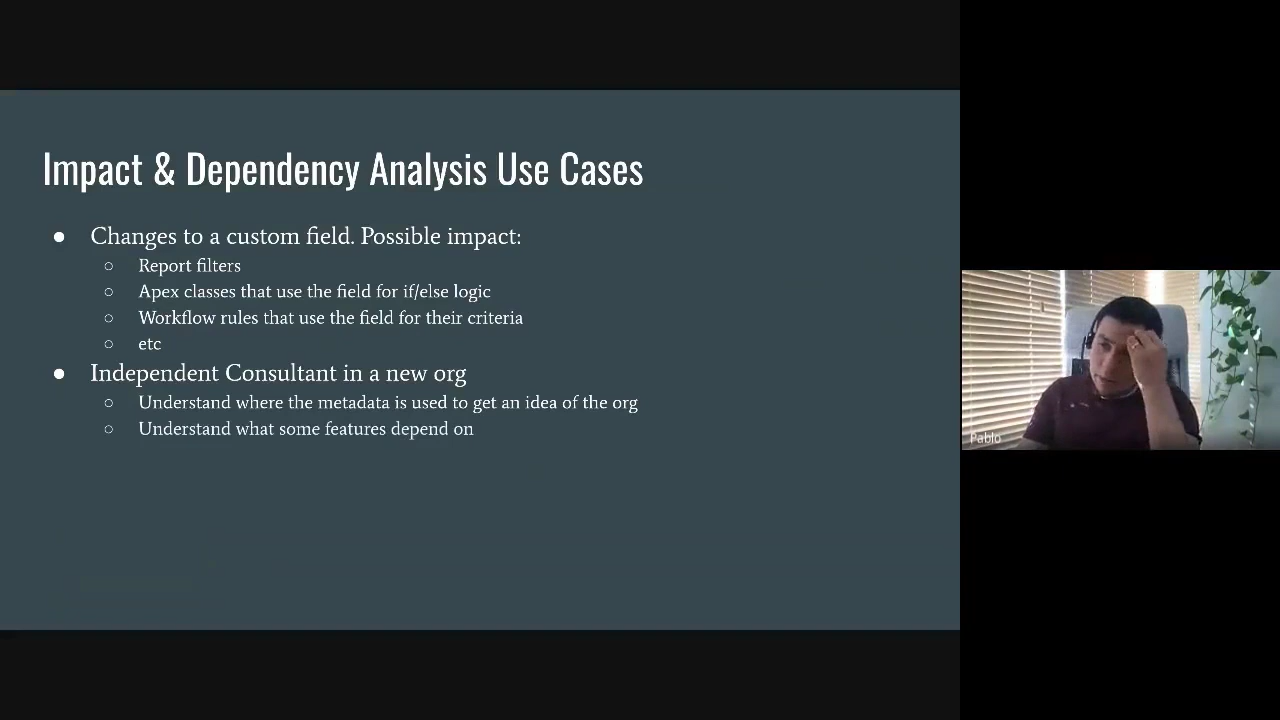 Impact & Dependency Analysis Use Cases
● Changes to a custom field. Possible impact:
○ Report filters
○ Apex classes that use the field for if/else logic
○ Workflow rules that use the field for their criteria
○ etc
● Independent Consultant in a new org
○ Understand where the metadata is used to get an idea of the org
○ Understand what some features depend on
Pablo